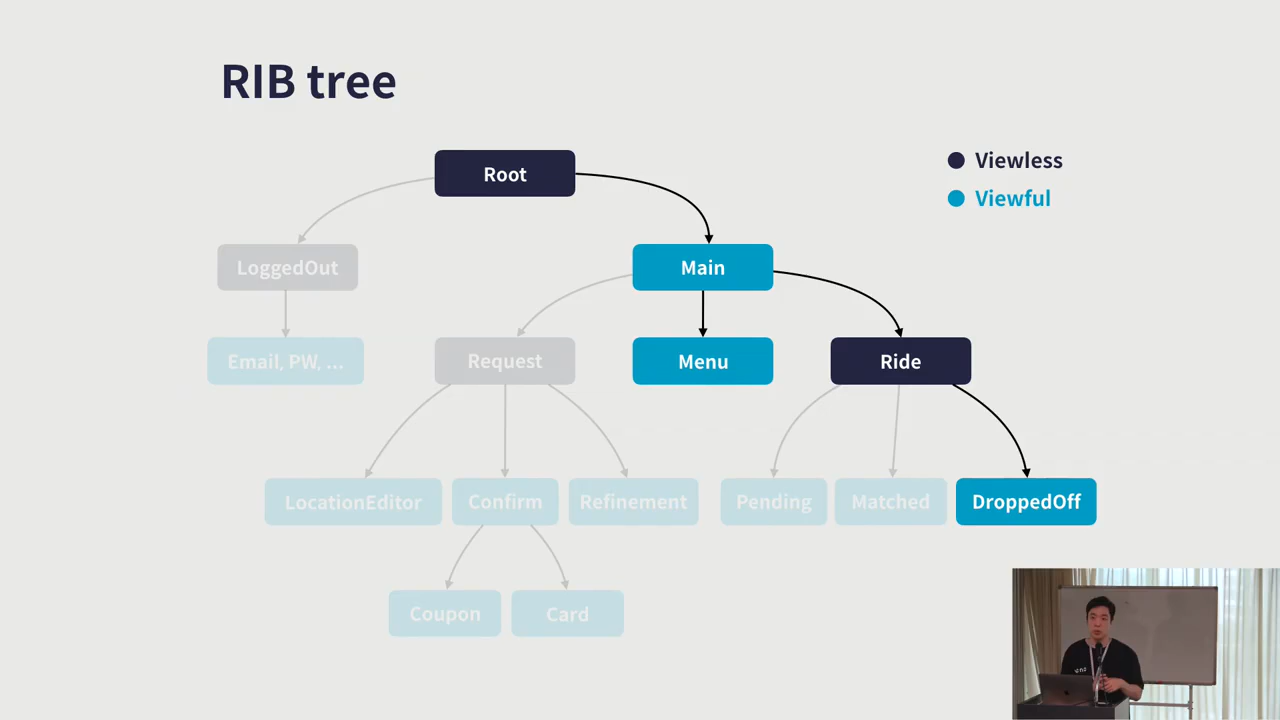 RIB tree
Viewless
Viewful
Root
LoggedOut
Main
Email, PW, ...
Request
Menu
Ride
LocationEditor
Confirm
Refinement
Pending
Matched
DroppedOff
Coupon
Card